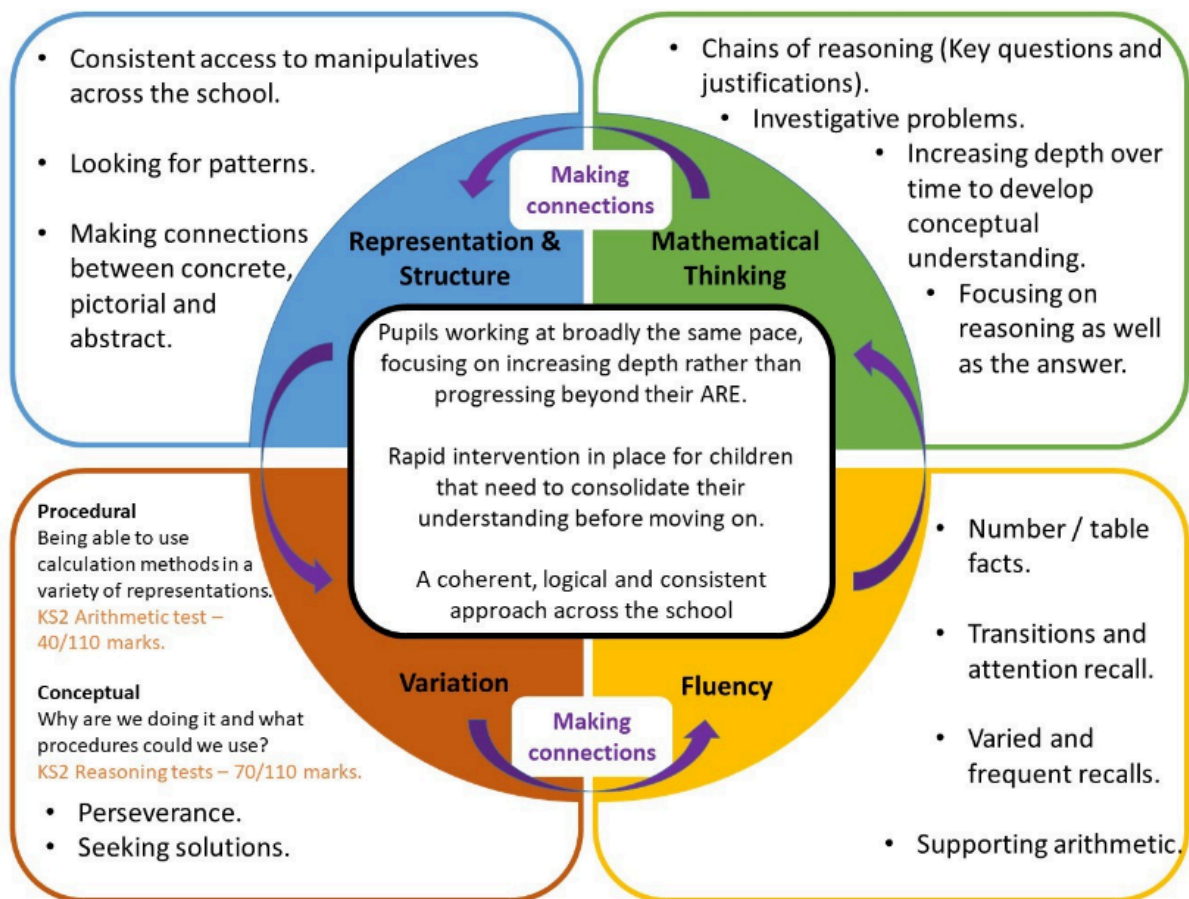 • Consistent access to manipulatives
across the school.
• Looking for patterns.
• Making connections
between concrete,
pictorial and
abstract.
• Chains of reasoning (Key questions and
justifications).
• Investigative problems.
• Increasing depth over
time to develop
conceptual
understanding.
• Focusing on
reasoning as well
as the answer.
Making
connections
Representation &
Structure
Mathematical
Thinking
Pupils working at broadly the same pace,
focusing on increasing depth rather than
progressing beyond their ARE.
Rapid intervention in place for children
that need to consolidate their
understanding before moving on.
A coherent, logical and consistent
approach across the school
Procedural
Being able to use
calculation methods in a
variety of representations.
KS2 Arithmetic test –
40/110 marks.
Conceptual
Why are we doing it and what
procedures could we use?
KS2 Reasoning tests – 70/110 marks.
• Perseverance.
• Seeking solutions.
Variation
Fluency
Making
connections
• Number / table
facts.
• Transitions and
attention recall.
• Varied and
frequent recalls.
• Supporting arithmetic.